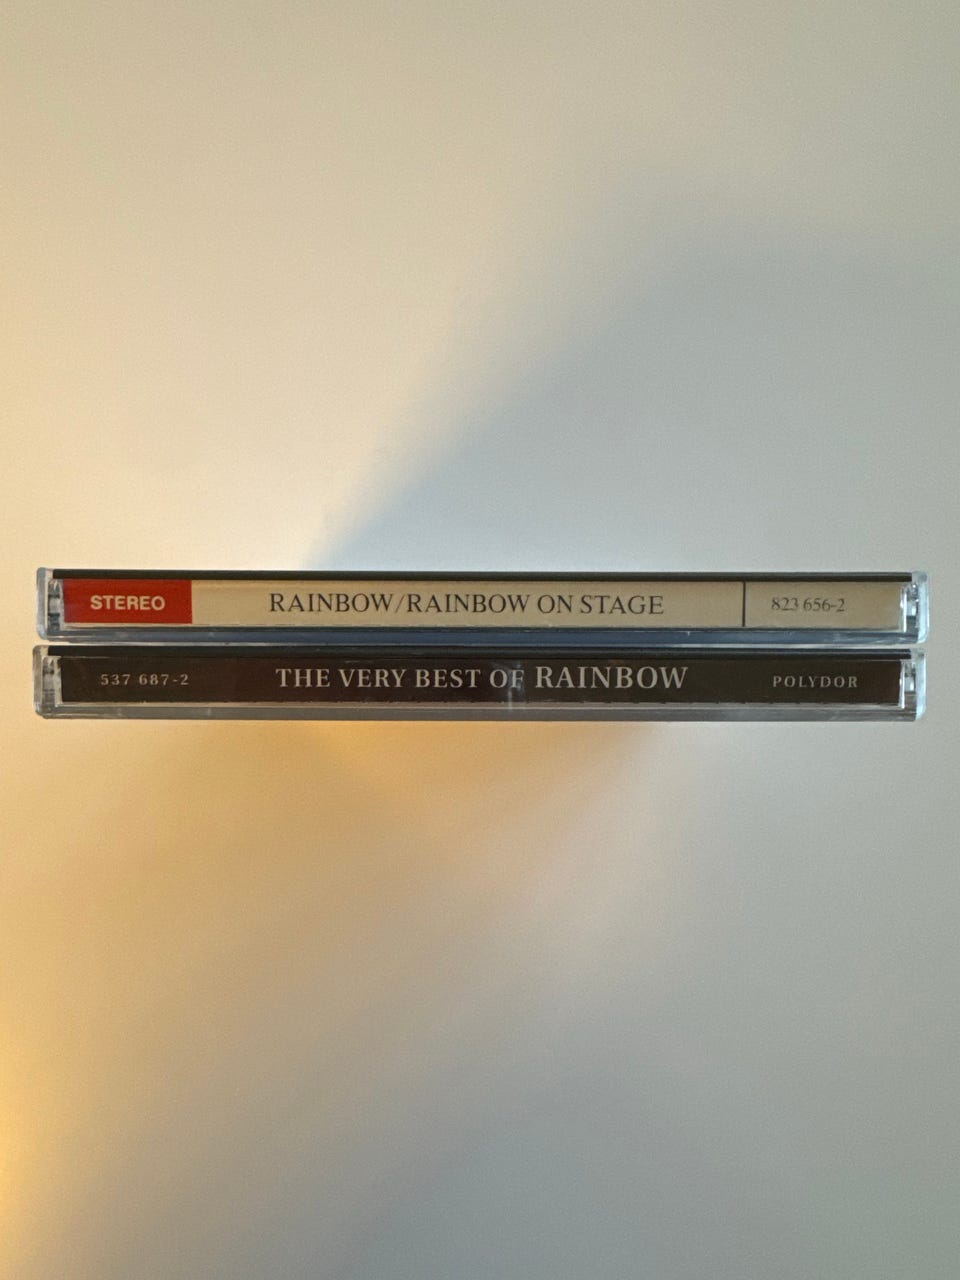 STEREO RAINBOW/RAINBOW ON STAGE 823 656-2
537 687-2 THE VERY BEST OF RAINBOW POLYDOR